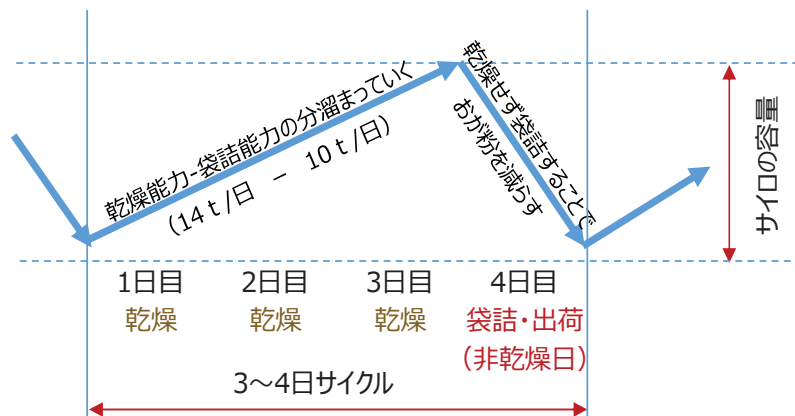 乾燥能力-袋詰能力の分溜まっていく
（14ｔ/日　－　10ｔ/日）
乾燥せず袋詰することで
おが粉を減らす
サイロの容量
1日目　2日目　3日目　4日目
乾燥　乾燥　乾燥　袋詰・出荷
（非乾燥日）
3～4日サイクル